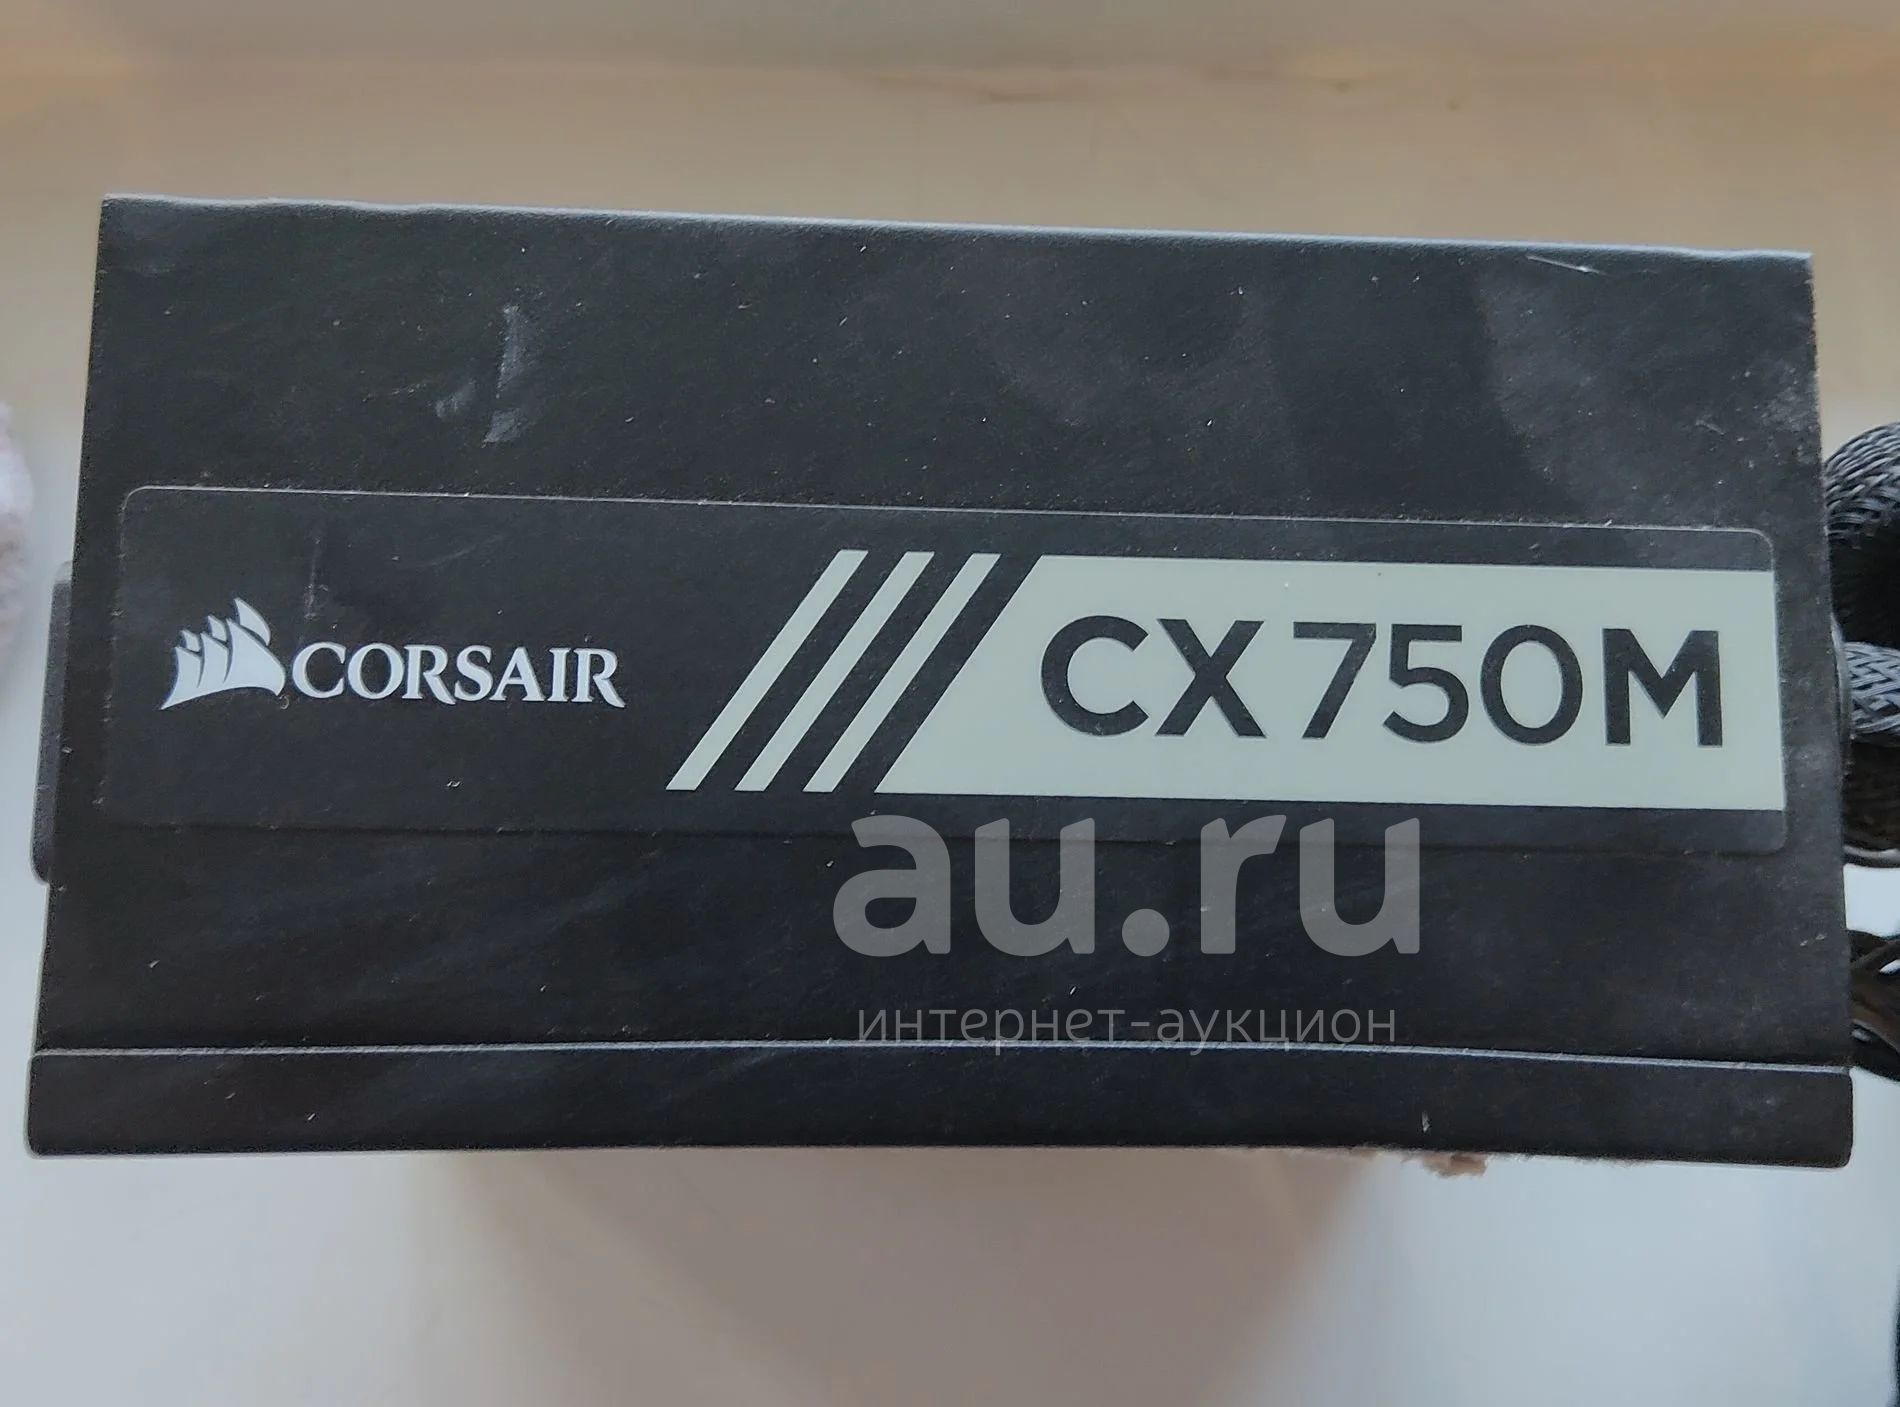 CORSAIR
CX750M
au.ru
интернет-аукцион